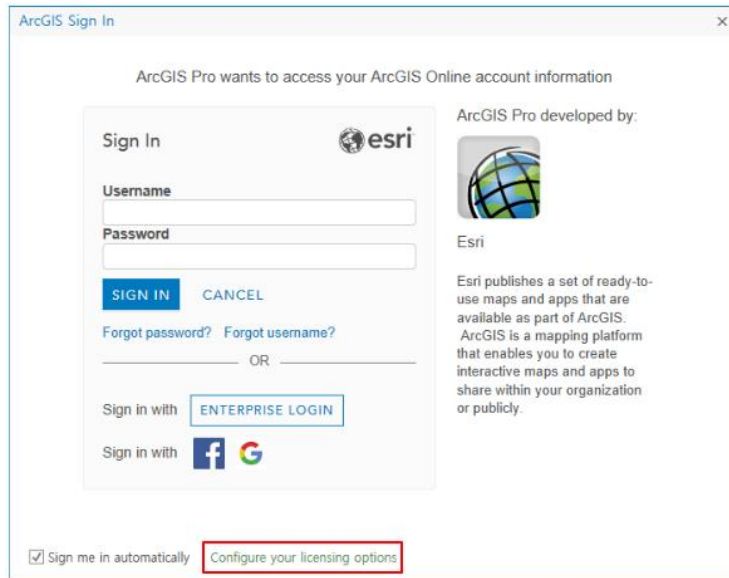 ArcGIS Sign In
ArcGIS Pro wants to access your ArcGIS Online account information
Sign In
esri
Username
Password
SIGN IN CANCEL
Forgot password? Forgot username?
OR
Sign in with ENTERPRISE LOGIN
Sign in with
ArcGIS Pro developed by:
Esri
Esri publishes a set of ready-to-
use maps and apps that are
available as part of ArcGIS.
ArcGIS is a mapping platform
that enables you to create
interactive maps and apps to
share within your organization
or publicly.
Sign me in automatically Configure your licensing options